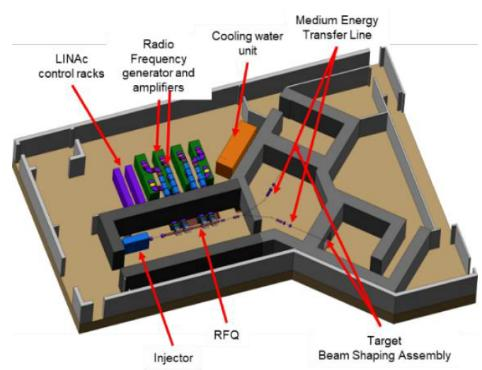 Medium Energy
Transfer Line
Cooling water
unit
Radio
Frequency
generator and
amplifiers
LINAc
control racks
RFQ
Injector
Target
Beam Shaping Assembly